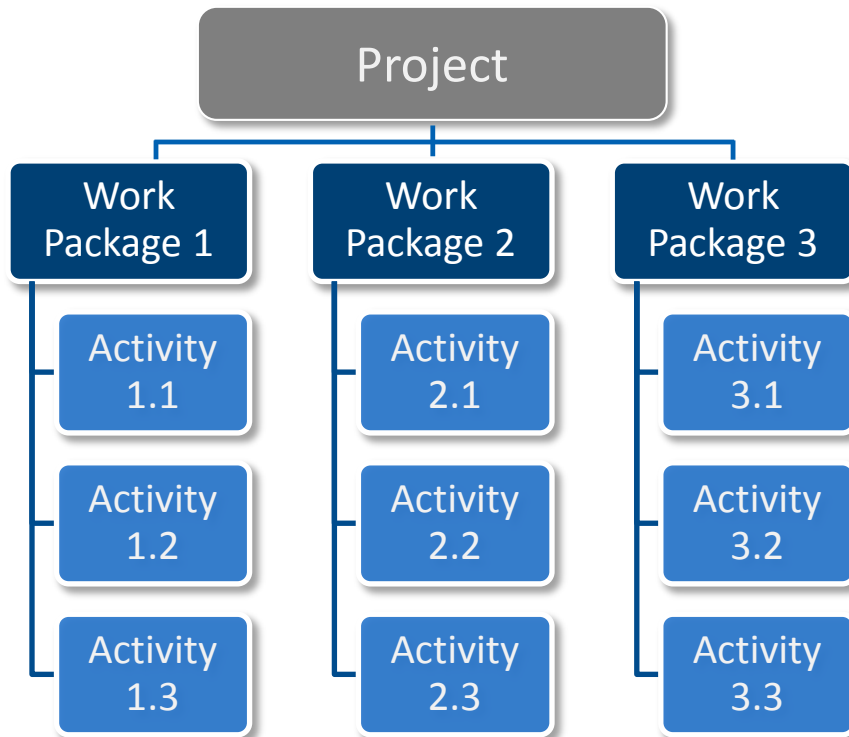 Project
Work
Package 1
Work
Package 2
Work
Package 3
Activity
1.1
Activity
2.1
Activity
3.1
Activity
1.2
Activity
2.2
Activity
3.2
Activity
1.3
Activity
2.3
Activity
3.3